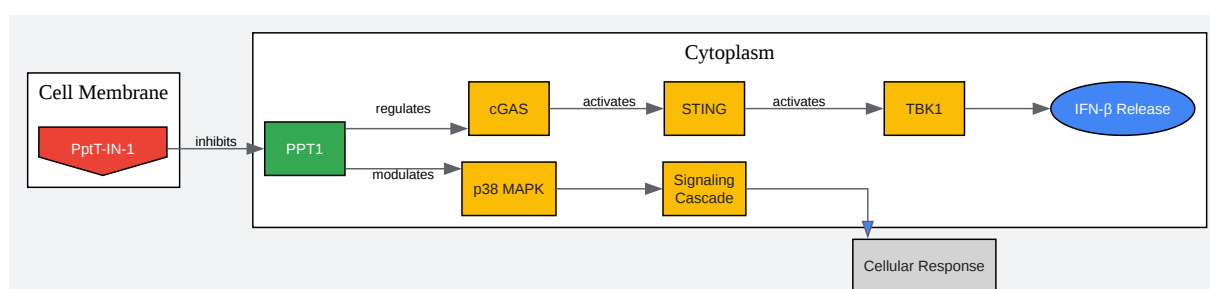 Cytoplasm
Cell Membrane
PptT-IN-1
inhibits
PPT1
regulates
cGAS
activates
STING
activates
TBK1
IFN-β Release
modulates
p38 MAPK
Signaling
Cascade
Cellular Response